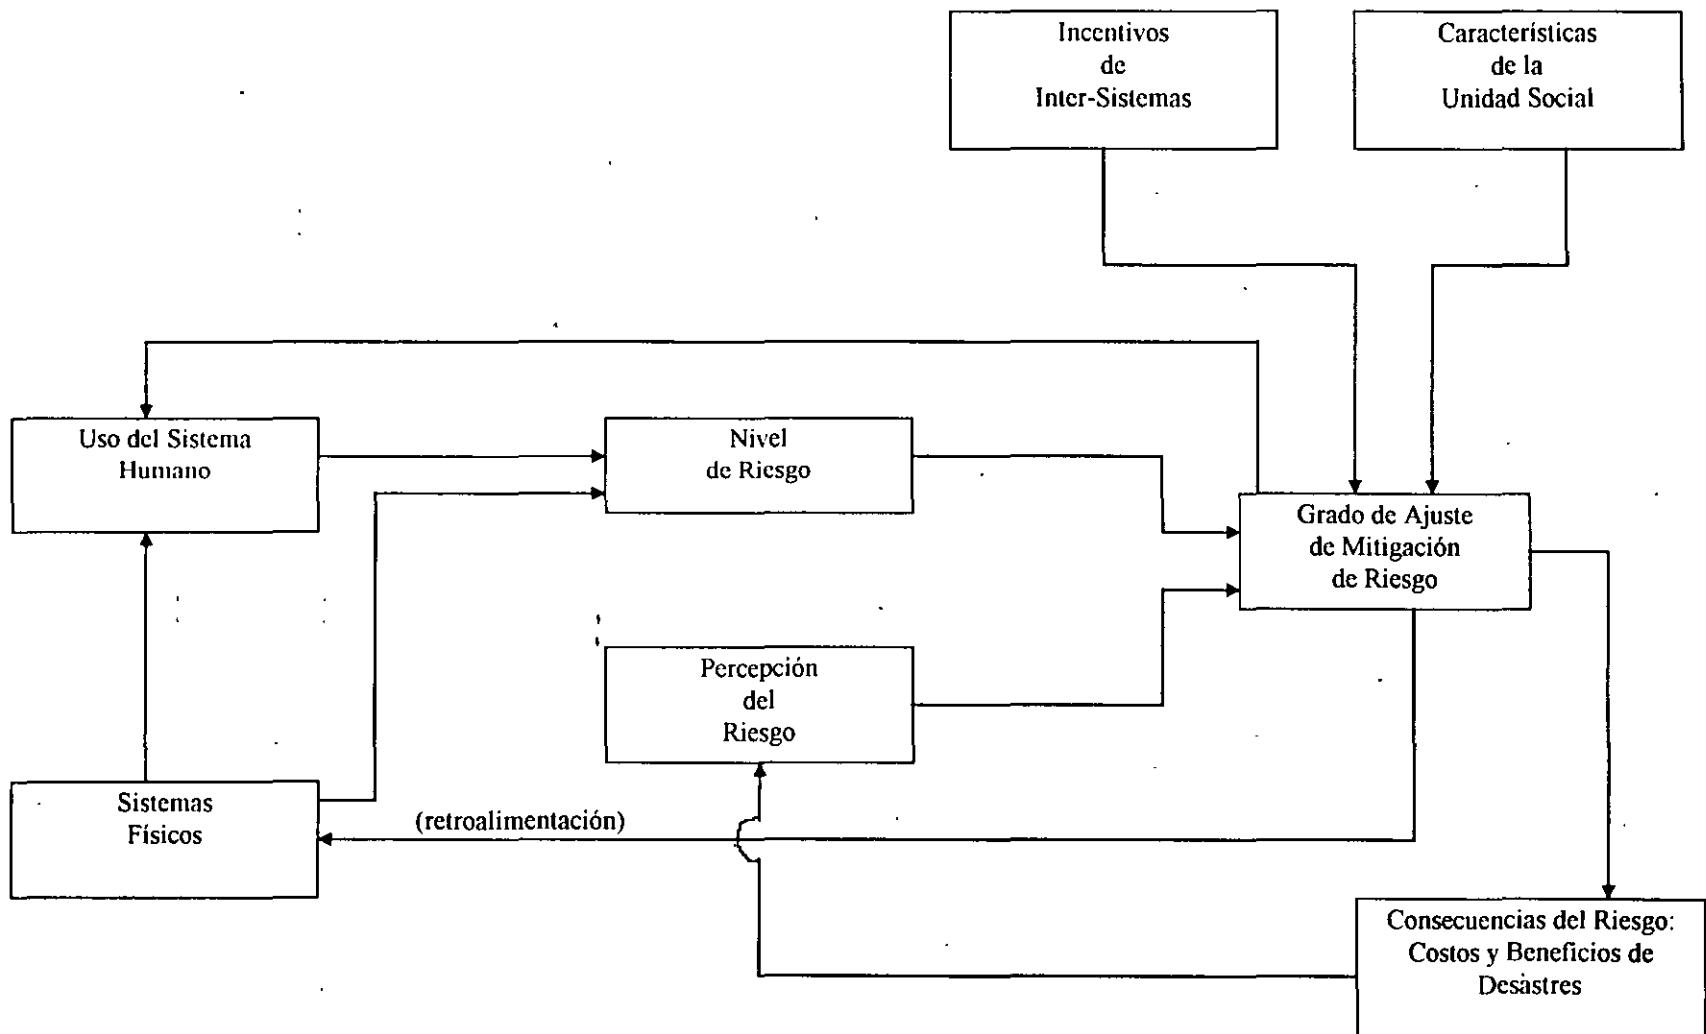 Incentivos
de
Inter-Sistemas
Características
de la
Unidad Social
Uso del Sistema
Humano
Nivel
de Riesgo
Grado de Ajuste
de Mitigación
de Riesgo
Percepción
del
Riesgo
Sistemas
Físicos
(retroalimentación)
Consecuencias del Riesgo:
Costos y Beneficios de
Desastres